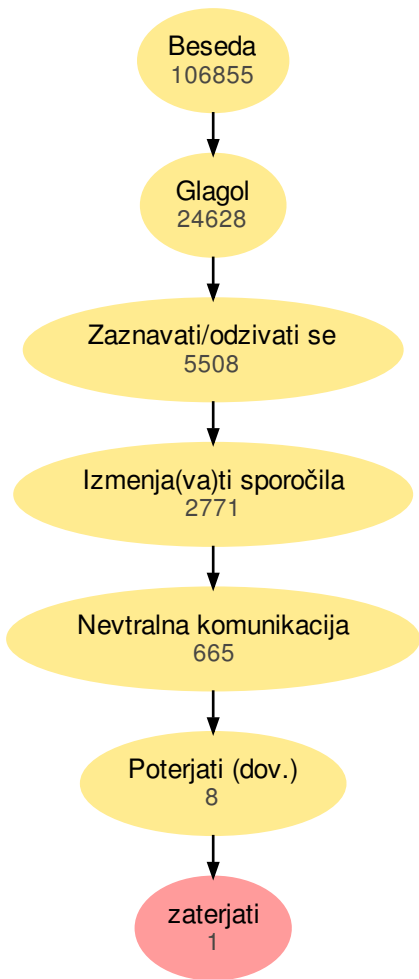 Beseda
106855
Glagol
24628
Zaznavati/odzivati se
5508
Izmenja(va)ti sporočila
2771
Nevtralna komunikacija
665
Poterjati (dov.)
8
zaterjati
1